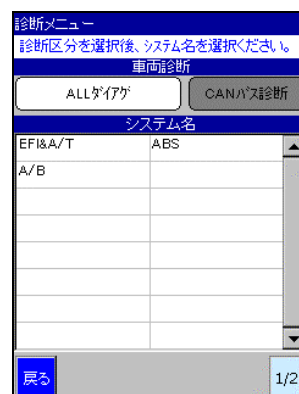 診断メニュー
診断区分を選択後、システム名を選択ください。
車両診断
ALLダイアグ
CANバス診断
システム名
EFI&A/T
ABS
A/B
戻る
1/2